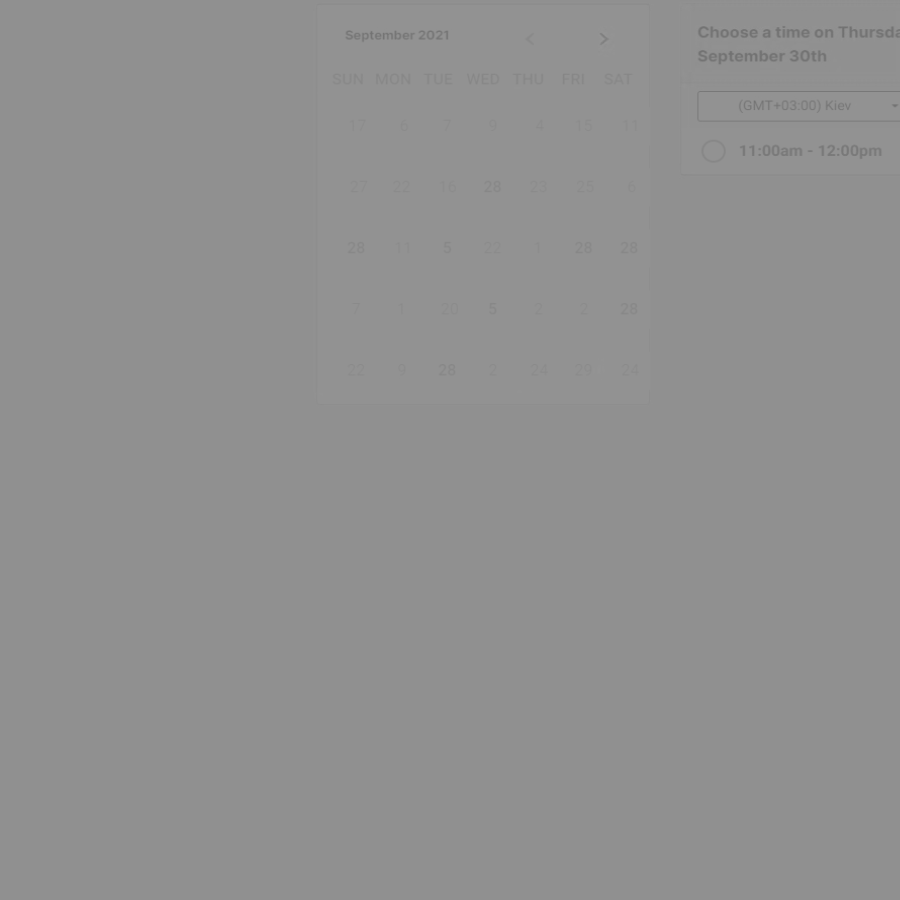 September 2021
SUN MON TUE WED THU FRI SAT
17 6 7 9 4 15 11
27 22 16 28 23 25 6
28 11 5 22 1 28 28
7 1 20 5 2 2 28
22 9 28 2 24 29 24
Choose a time on Thursda
September 30th
(GMT+03:00) Kiev
11:00am - 12:00pm